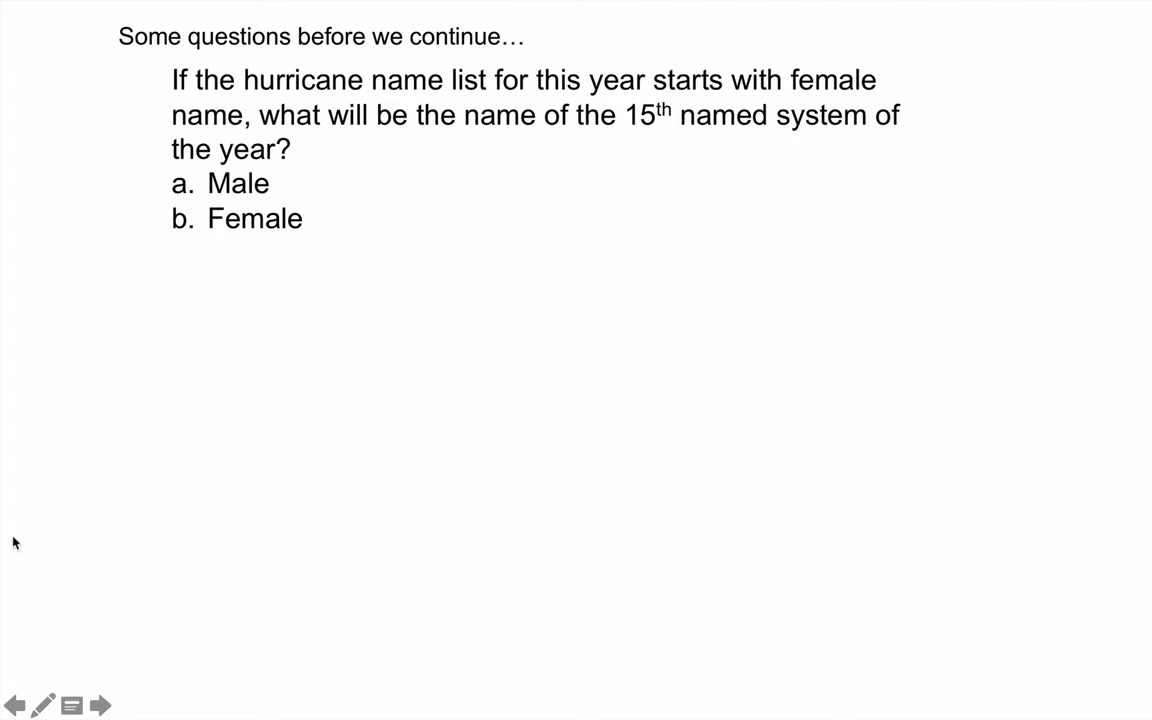 Some questions before we continue…
If the hurricane name list for this year starts with female
name, what will be the name of the 15th named system of
the year?
a. Male
b. Female